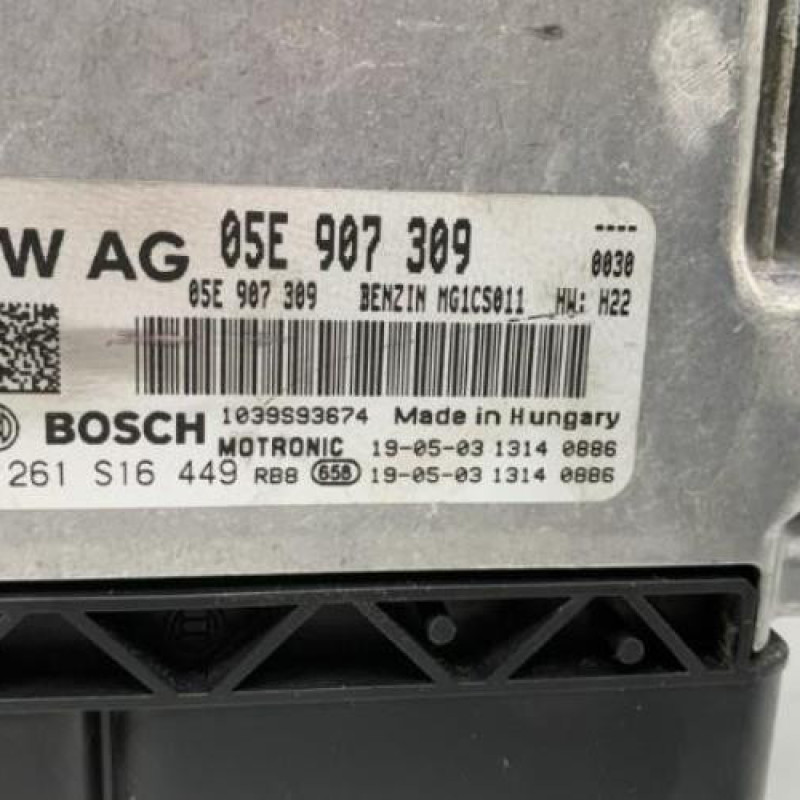 W AG 05E 907 309 ----
0030
05E 907 309 BENZIN MG1CS011__ HW: H22
BOSCH 1039S93674 Made in Hungary
MOTRONIC 19-05-03 1314 0886
261 S16 449 RB8 658 19-05-03 1314 0886